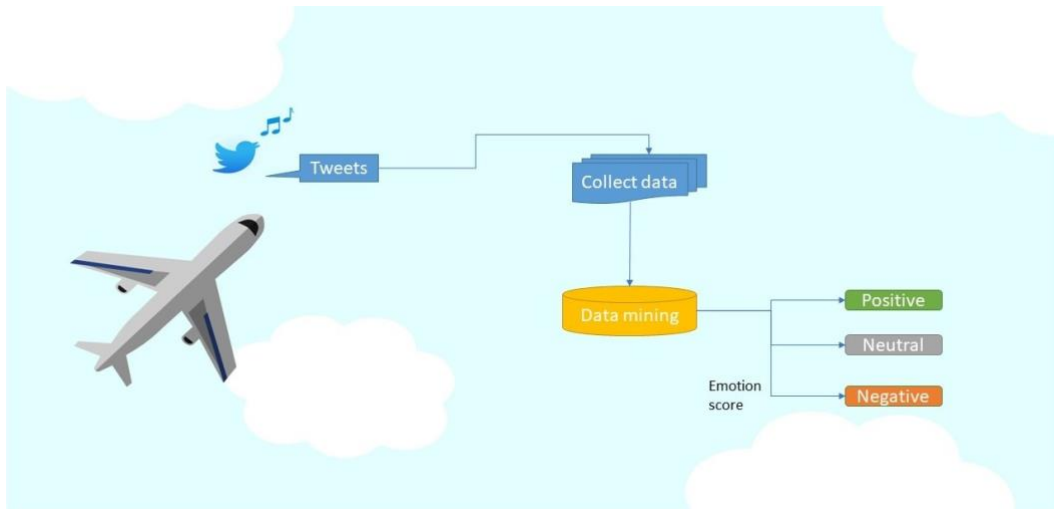 Tweets
Collect data
Data mining
Positive
Neutral
Emotion
score
Negative